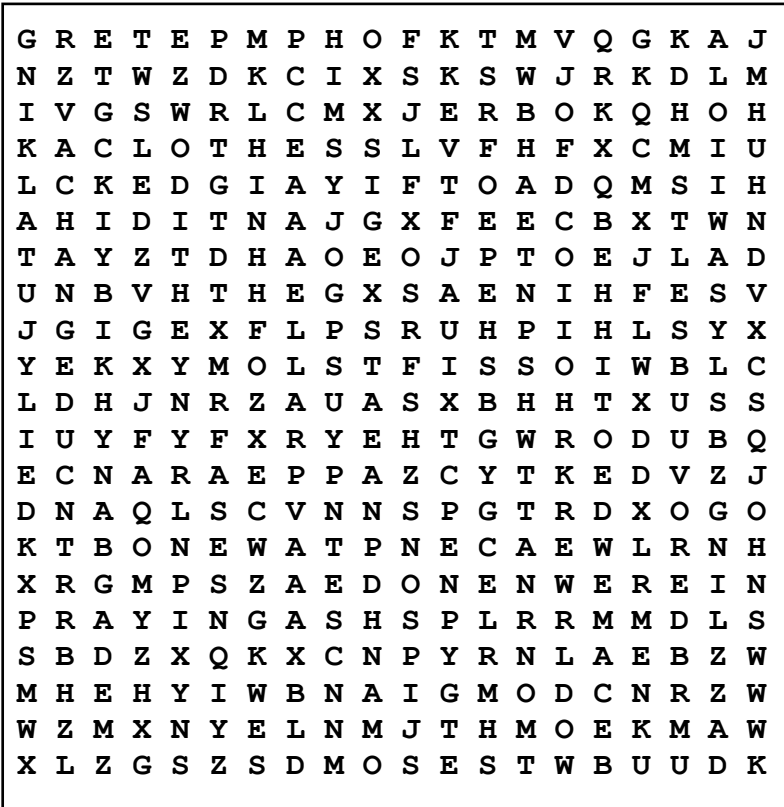 G R E T E P M P H O F K T M V Q G K A J
N Z T W Z D K C I X S K S W J R K D L M
I V G S W R L C M X J E R B O K Q H O H
K A C L O T H E S S L V F H F X C M I U
L C K E D G I A Y I F T O A D Q M S I H
A H I D I T N A J G X F E E C B X T W N
T A Y Z T D H A O E O J P T O E J L A D
U N B V H T H E G X S A E N I H F E S V
J G I G E X F L P S R U H P I H L S Y X
Y E K X Y M O L S T F I S S O I W B L C
L D H J N R Z A U A S X B H H T X U S S
I U Y F Y F X R Y E H T G W R O D U B Q
E C N A R A E P P A Z C Y T K E D V Z J
D N A Q L S C V N N S P G T R D X O G O
K T B O N E W A T P N E C A E W L R N H
X R G M P S Z A E D O N E N W E R E I N
P R A Y I N G A S H S P L R R M M D L S
S B D Z X Q K X C N P Y R N L A E B Z W
M H E H Y I W B N A I G M O D C N R Z W
W Z M X N Y E L N M J T H M O E K M A W
X L Z G S Z S D M O S E S T W B U U D K